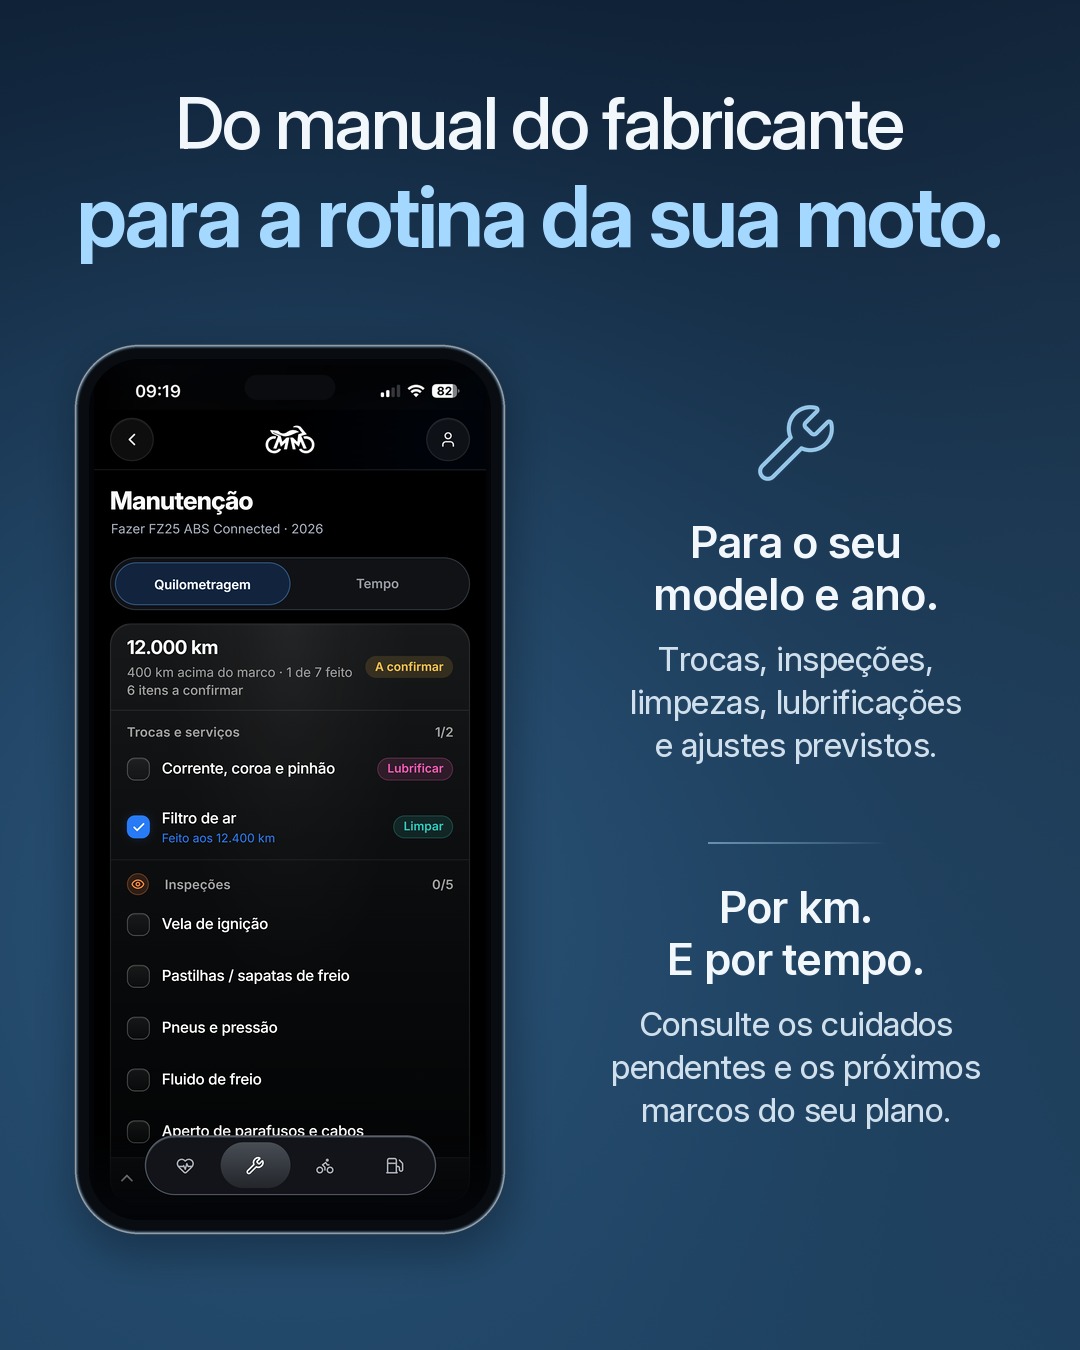 Do manual do fabricante
para a rotina da sua moto.
09:19
82
MM
Manutenção
Fazer FZ25 ABS Connected · 2026
Quilometragem
Tempo
12.000 km
400 km acima do marco · 1 de 7 feito
6 itens a confirmar
A confirmar
Trocas e serviços
1/2
Corrente, coroa e pinhão
Lubrificar
Filtro de ar
Feito aos 12.400 km
Limpar
Inspeções
0/5
Vela de ignição
Pastilhas / sapatas de freio
Pneus e pressão
Fluido de freio
Aperto de parafusos e cabos
Para o seu
modelo e ano.
Trocas, inspeções,
limpezas, lubrificações
e ajustes previstos.
Por km.
E por tempo.
Consulte os cuidados
pendentes e os próximos
marcos do seu plano.